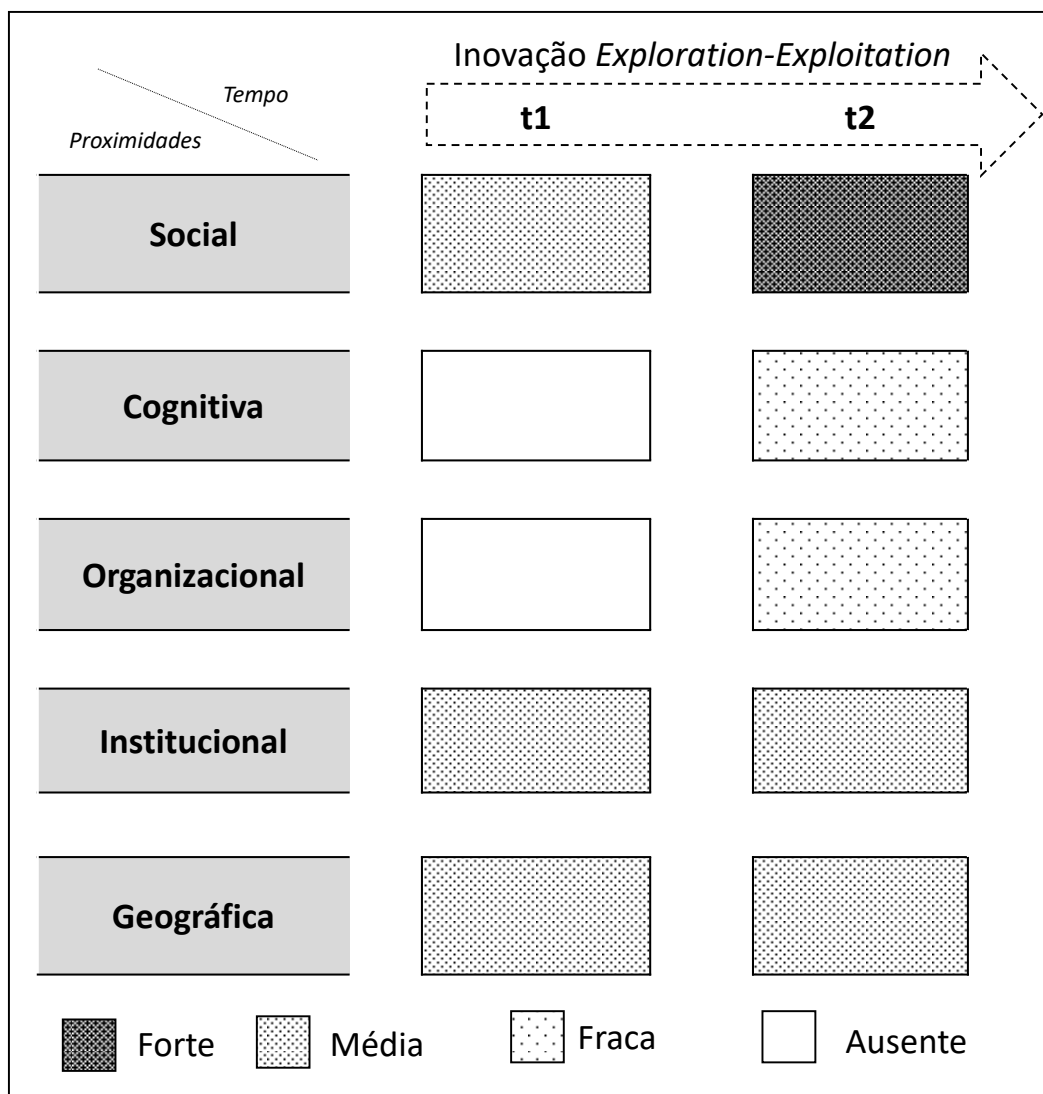 Inovação Exploration-Exploitation
Tempo
t1
t2
Proximidades
Social
Cognitiva
Organizacional
Institucional
Geográfica
Forte
Média
Fraca
Ausente